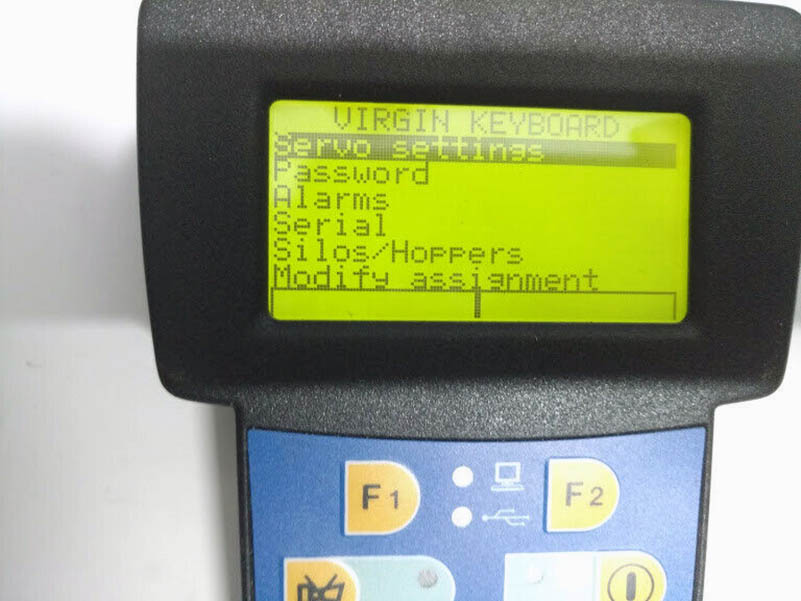 VIRGIN KEYBOARD
Servo settings
Password
Alarms
Serial
Silos/Hoppers
Modify assignment
F1
F2